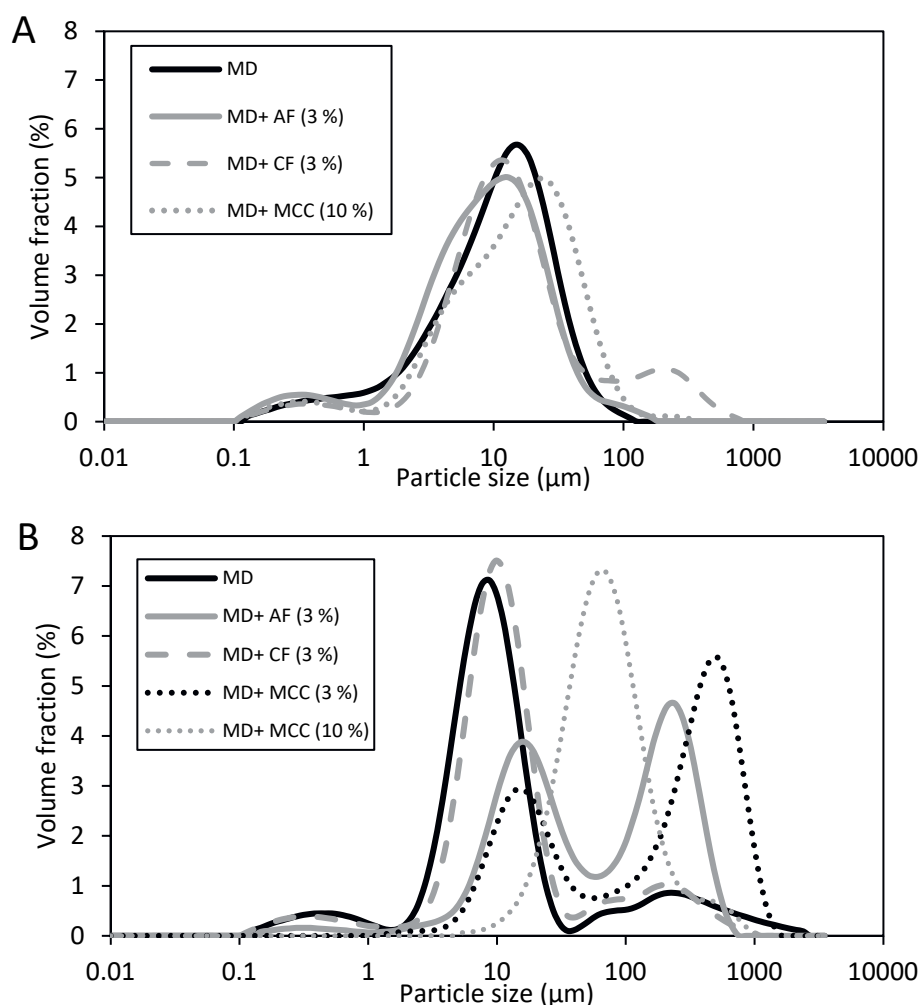 A
8
7
6
5
4
3
2
1
0
Volume fraction (%)
MD
MD+ AF (3 %)
MD+ CF (3 %)
MD+ MCC (10 %)
0.01 0.1 1 10 100 1000 10000
Particle size (μm)
B
8
7
6
5
4
3
2
1
0
Volume fraction (%)
MD
MD+ AF (3 %)
MD+ CF (3 %)
MD+ MCC (3 %)
MD+ MCC (10 %)
0.01 0.1 1 10 100 1000 10000
Particle size (μm)